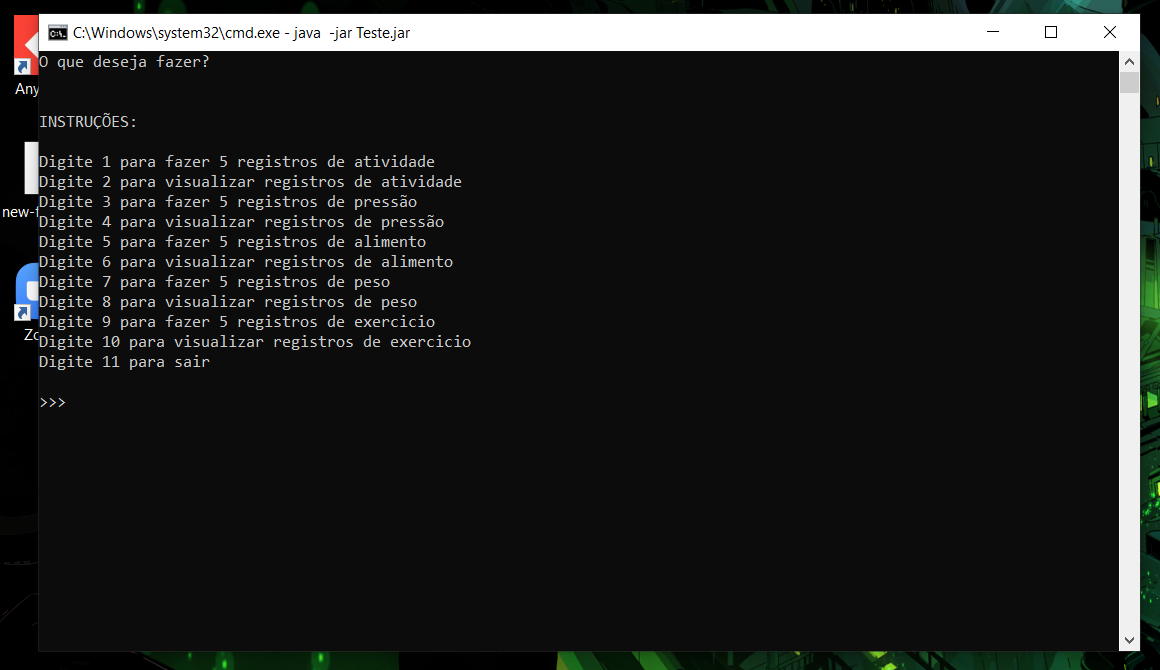 C:\Windows\system32\cmd.exe - java  -jar Teste.jar
O que deseja fazer?
Any
INSTRUÇÕES:
Digite 1 para fazer 5 registros de atividade
Digite 2 para visualizar registros de atividade
Digite 3 para fazer 5 registros de pressão
new-f
Digite 4 para visualizar registros de pressão
Digite 5 para fazer 5 registros de alimento
Digite 6 para visualizar registros de alimento
Digite 7 para fazer 5 registros de peso
Digite 8 para visualizar registros de peso
Digite 9 para fazer 5 registros de exercicio
Zo
Digite 10 para visualizar registros de exercicio
Digite 11 para sair
>>>